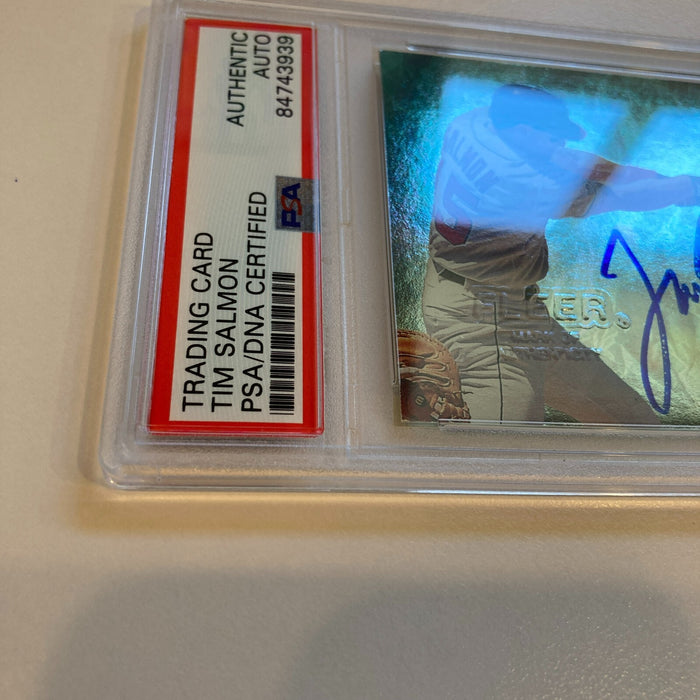 TRADING CARD
TIM SALMON
PSA/DNA CERTIFIED
AUTHENTIC
AUTO
84743939
PSA
FLEER®